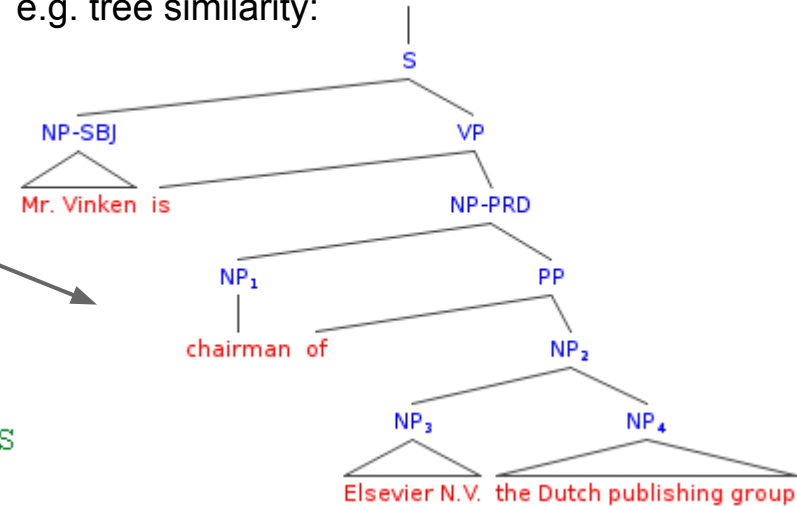 e.g. tree similarity:
S
NP-SBJ VP
Mr. Vinken is NP-PRD
NP₁ PP
chairman of NP₂
NP₃ NP₄
S
Elsevier N.V. the Dutch publishing group